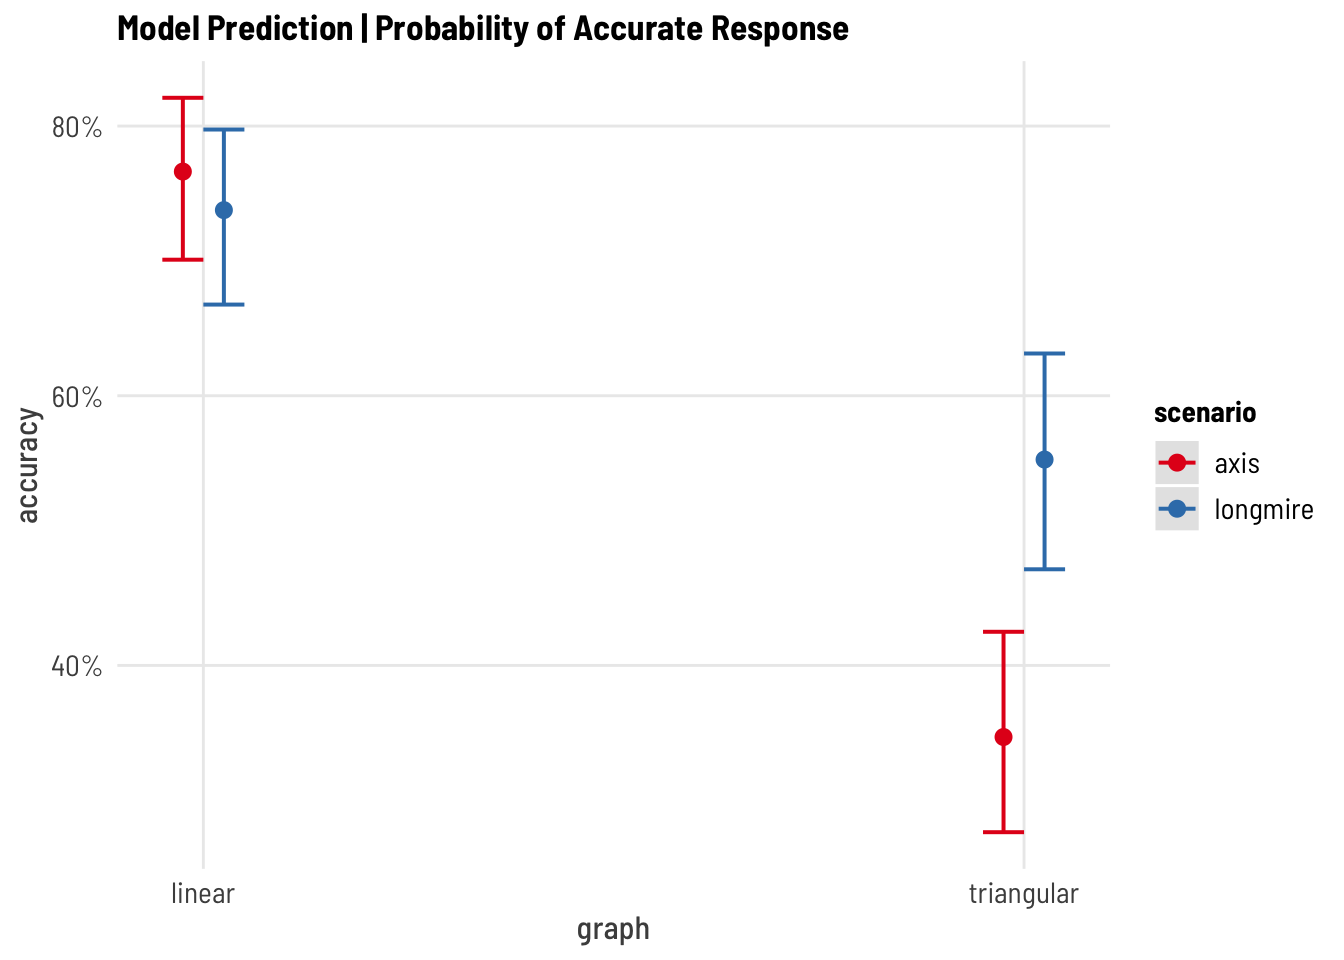 Model Prediction | Probability of Accurate Response
80%
60%
40%
accuracy
linear
triangular
graph
scenario
axis
longmire